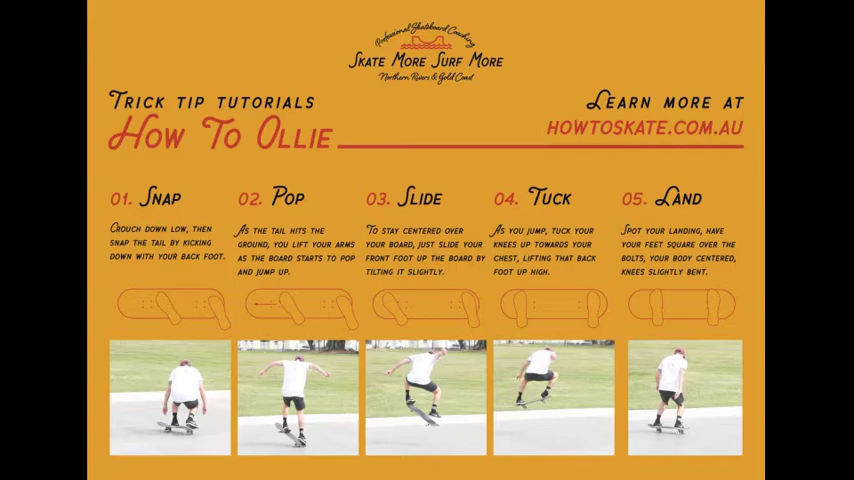 Professional Skateboard Coaching
Skate More Surf More
Northern Rivers & Gold Coast
Trick tip tutorials
How To Ollie
Learn more at
howtoskate.com.au
01. Snap
Crouch down low, then
snap the tail by kicking
down with your back foot.
02. Pop
As the tail hits the
ground, you lift your arms
as the board starts to pop
and jump up.
03. Slide
To stay centered over
your board, just slide your
front foot up the board by
tilting it slightly.
04. Tuck
As you jump, tuck your
knees up towards your
chest, lifting that back
foot up high.
05. Land
Spot your landing, have
your feet square over the
bolts, your body centered,
knees slightly bent.